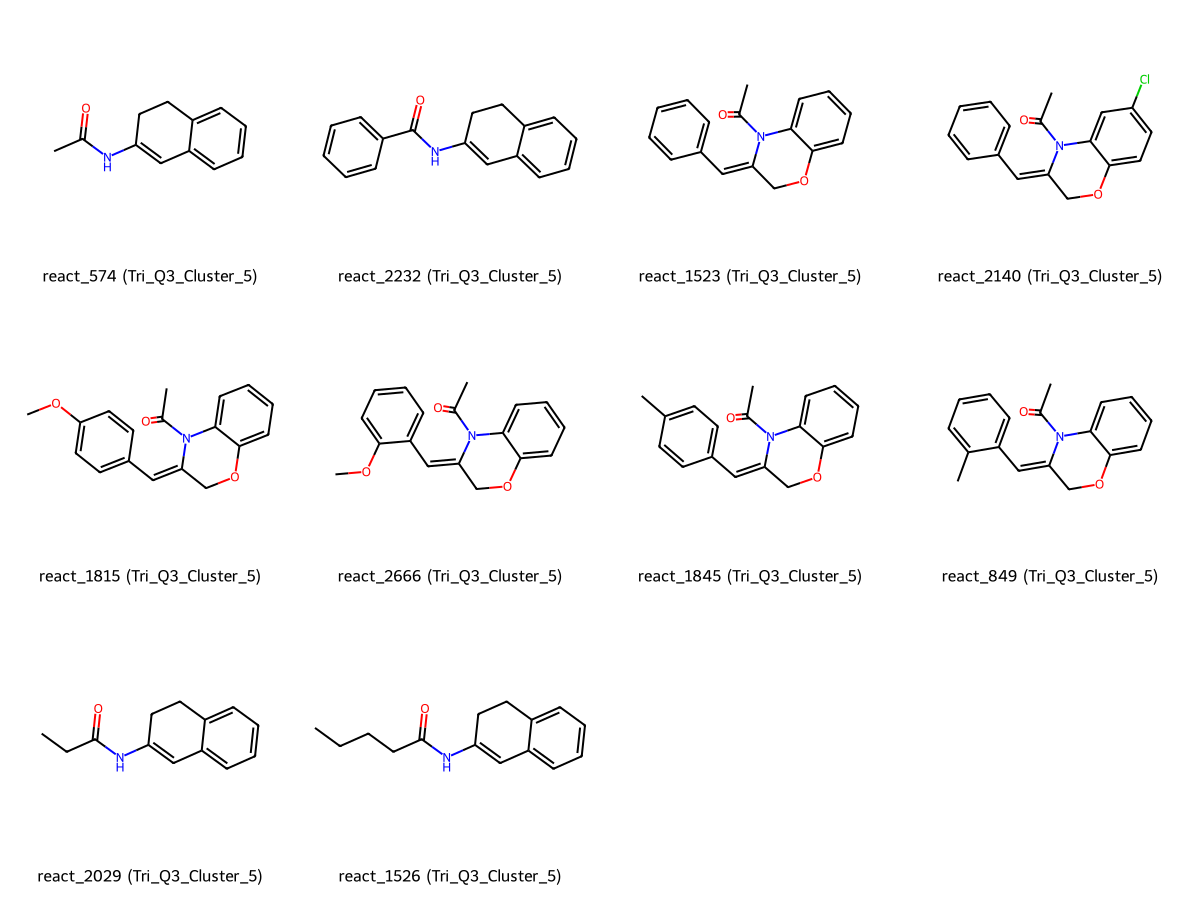 O
N
H
react_574 (Tri_Q3_Cluster_5)
O
N
H
react_2232 (Tri_Q3_Cluster_5)
O
N
O
react_1523 (Tri_Q3_Cluster_5)
Cl
O
N
O
react_2140 (Tri_Q3_Cluster_5)
O
O
N
O
react_1815 (Tri_Q3_Cluster_5)
O
N
O
O
react_2666 (Tri_Q3_Cluster_5)
O
N
O
react_1845 (Tri_Q3_Cluster_5)
O
N
O
react_849 (Tri_Q3_Cluster_5)
O
N
H
react_2029 (Tri_Q3_Cluster_5)
O
N
H
react_1526 (Tri_Q3_Cluster_5)